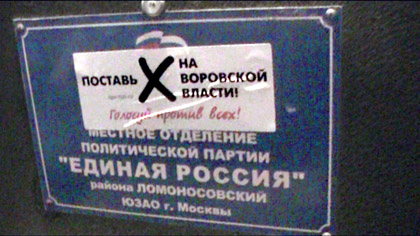 ПОСТАВЬ X НА
ВОРОВСКОЙ
ВЛАСТИ!
Голосуй против всех!
МЕСТНОЕ ОТДЕЛЕНИЕ
ПОЛИТИЧЕСКОЙ ПАРТИИ
"ЕДИНАЯ РОССИЯ"
района ЛОМОНОСОВСКИЙ
ЮЗАО г. Москвы